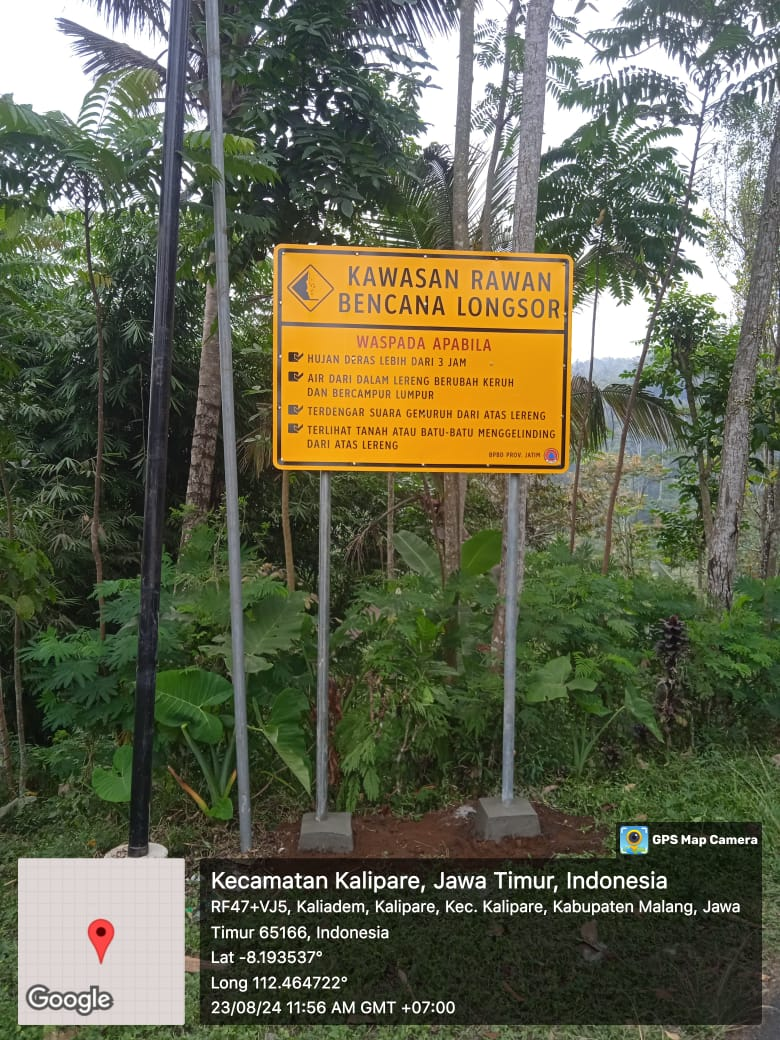 KAWASAN RAWAN
BENCANA LONGSOR
WASPADA APABILA
HUJAN DERAS LEBIH DARI 3 JAM
AIR DARI DALAM LERENG BERUBAH KERUH
DAN BERCAMPUR LUMPUR
TERDENGAR SUARA GEMURUH DARI ATAS LERENG
TERLIHAT TANAH ATAU BATU-BATU MENGGELINDING
DARI ATAS LERENG
BPBD PROV. JATIM
GPS Map Camera
Kecamatan Kalipare, Jawa Timur, Indonesia
RF47+VJ5, Kaliadem, Kalipare, Kec. Kalipare, Kabupaten Malang, Jawa
Timur 65166, Indonesia
Lat -8.193537°
Long 112.464722°
23/08/24 11:56 AM GMT +07:00
Google